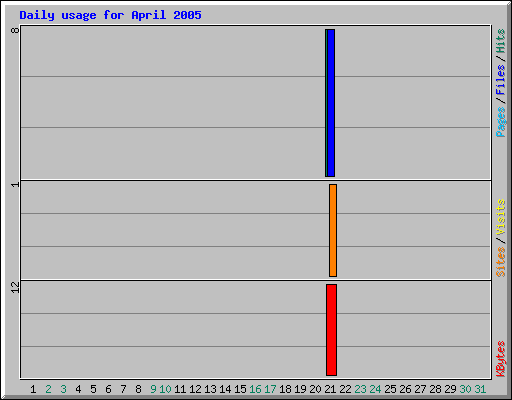 Daily usage for April 2005
8
1
12
Pages / Files / Hits
Sites / Visits
KBytes
1 2 3 4 5 6 7 8 9 10 11 12 13 14 15 16 17 18 19 20 21 22 23 24 25 26 27 28 29 30 31